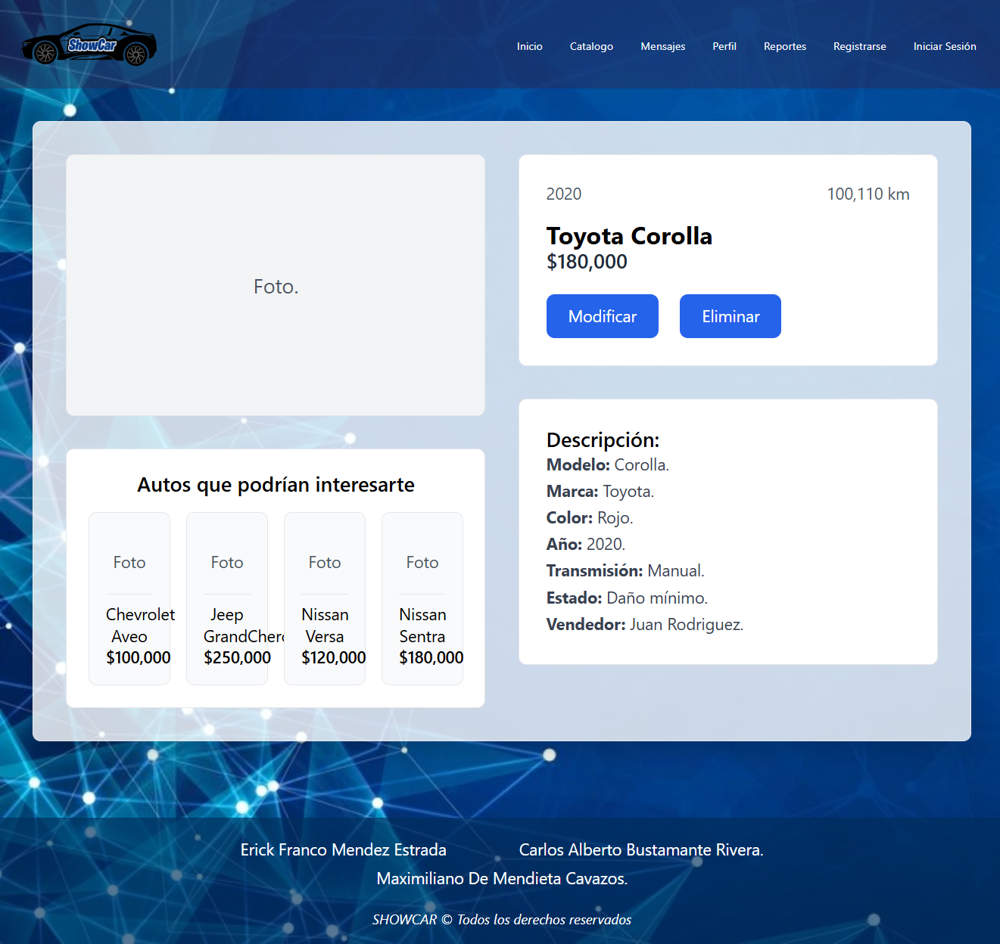 ShowCar
Inicio Catalogo Mensajes Perfil Reportes Registrarse Iniciar Sesión
Foto.
2020 100,110 km
Toyota Corolla
$180,000
Modificar Eliminar
Autos que podrían interesarte
Foto
Chevrolet
Aveo
$100,000
Foto
Jeep
$250,000
Foto
Nissan
Versa
$120,000
Foto
Nissan
Sentra
$180,000
Descripción:
Modelo: Corolla.
Marca: Toyota.
Color: Rojo.
Año: 2020.
Transmisión: Manual.
Estado: Daño mínimo.
Vendedor: Juan Rodriguez.
Erick Franco Mendez Estrada Carlos Alberto Bustamante Rivera.
Maximiliano De Mendieta Cavazos.
SHOWCAR © Todos los derechos reservados